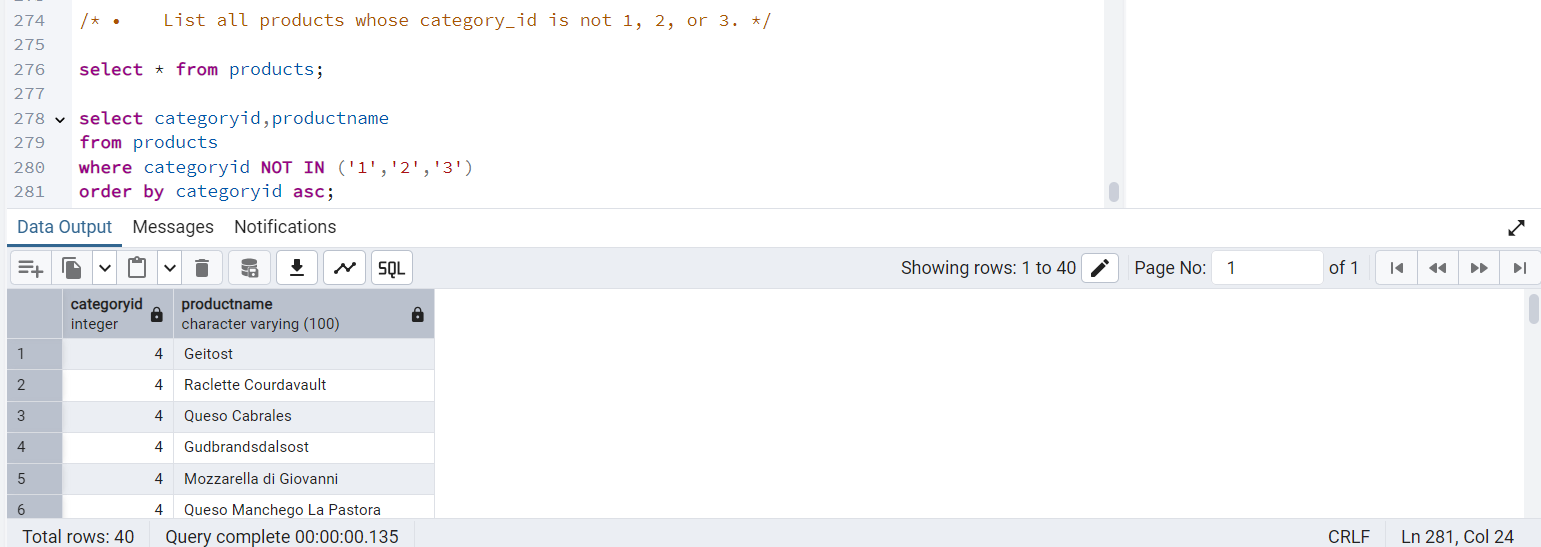 274 /* • List all products whose category_id is not 1, 2, or 3. */
275
276 select * from products;
277
278 select categoryid,productname
279 from products
280 where categoryid NOT IN ('1','2','3')
281 order by categoryid asc;
Data Output Messages Notifications
SQL Showing rows: 1 to 40 Page No: 1 of 1
categoryid productname
integer character varying (100)
1 4 Geitost
2 4 Raclette Courdavault
3 4 Queso Cabrales
4 4 Gudbrandsdalsost
5 4 Mozzarella di Giovanni
6 4 Queso Manchego La Pastora
Total rows: 40 Query complete 00:00:00.135 CRLF Ln 281, Col 24